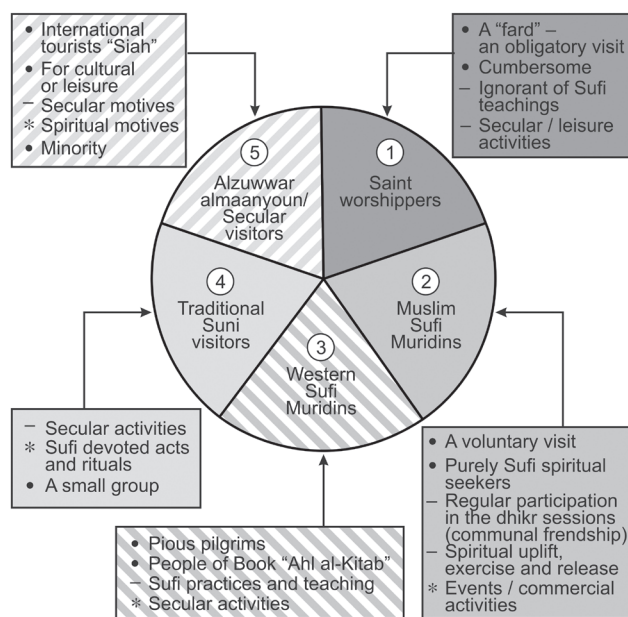 • International
tourists “Siah”
• For cultural
or leisure
– Secular motives
* Spiritual motives
• Minority
• A “fard” –
an obligatory visit
• Cumbersome
– Ignorant of Sufi
teachings
– Secular / leisure
activities
5
Alzuwwar
almaanyoun/
Secular
visitors
1
Saint
worshippers
4
Traditional
Suni
visitors
2
Muslim
Sufi
Muridins
3
Western
Sufi
Muridins
– Secular activities
* Sufi devoted acts
and rituals
• A small group
• A voluntary visit
• Purely Sufi spiritual
seekers
– Regular participation
in the dhikr sessions
(communal frendship)
– Spiritual uplift,
exercise and release
* Events / commercial
activities
• Pious pilgrims
• People of Book “Ahl al-Kitab”
– Sufi practices and teaching
* Secular activities